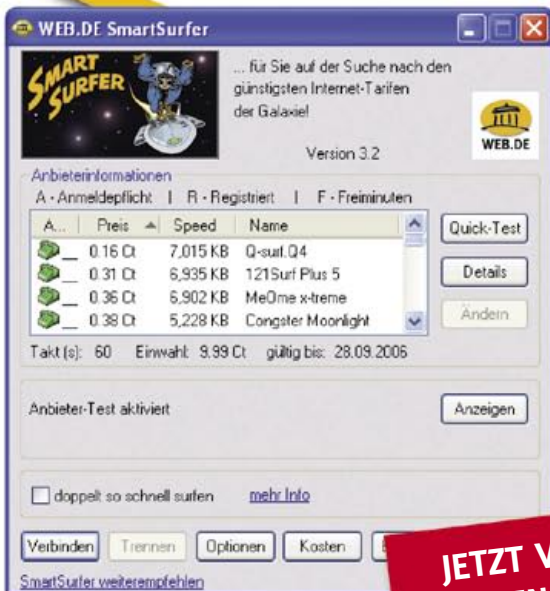 WEB.DE SmartSurfer
SMART
SURFER
... für Sie auf der Suche nach den
günstigsten Internet-Tarifen
der Galaxie!
Version 3.2
WEB.DE
Anbieterinformationen
A - Anmeldepflicht | R - Registriert | F - Freiminuten
A... Preis Speed Name
0.16 Ct 7,015 KB Q-surf.Q4
0.31 Ct 6,935 KB 121Surf Plus 5
0.36 Ct 6,902 KB MeOme x-treme
0.38 Ct 5,228 KB Congster Moonlight
Quick-Test
Details
Ändern
Takt (s): 60 Einwahl: 9.99 Ct gültig bis: 28.09.2006
Anbieter-Test aktiviert
Anzeigen
doppelt so schnell surfen mehr Info
Verbinden Trennen Optionen Kosten
SmartSurfer weiterempfehlen
JETZT